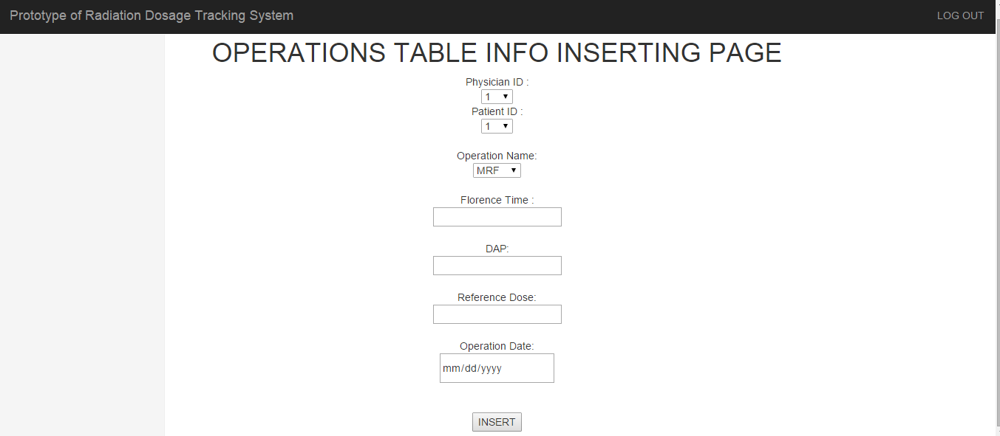 Prototype of Radiation Dosage Tracking System
LOG OUT
OPERATIONS TABLE INFO INSERTING PAGE
Physician ID :
1
Patient ID :
1
Operation Name:
MRF
Florence Time :
DAP:
Reference Dose:
Operation Date:
mm/dd/yyyy
INSERT